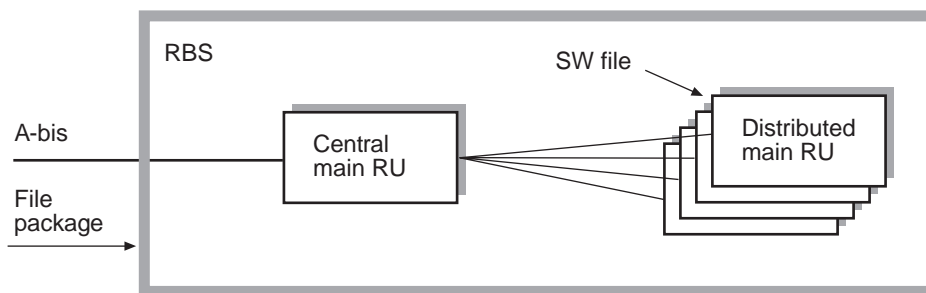 RBS
SW file
A-bis
Central
main RU
Distributed
main RU
File
package